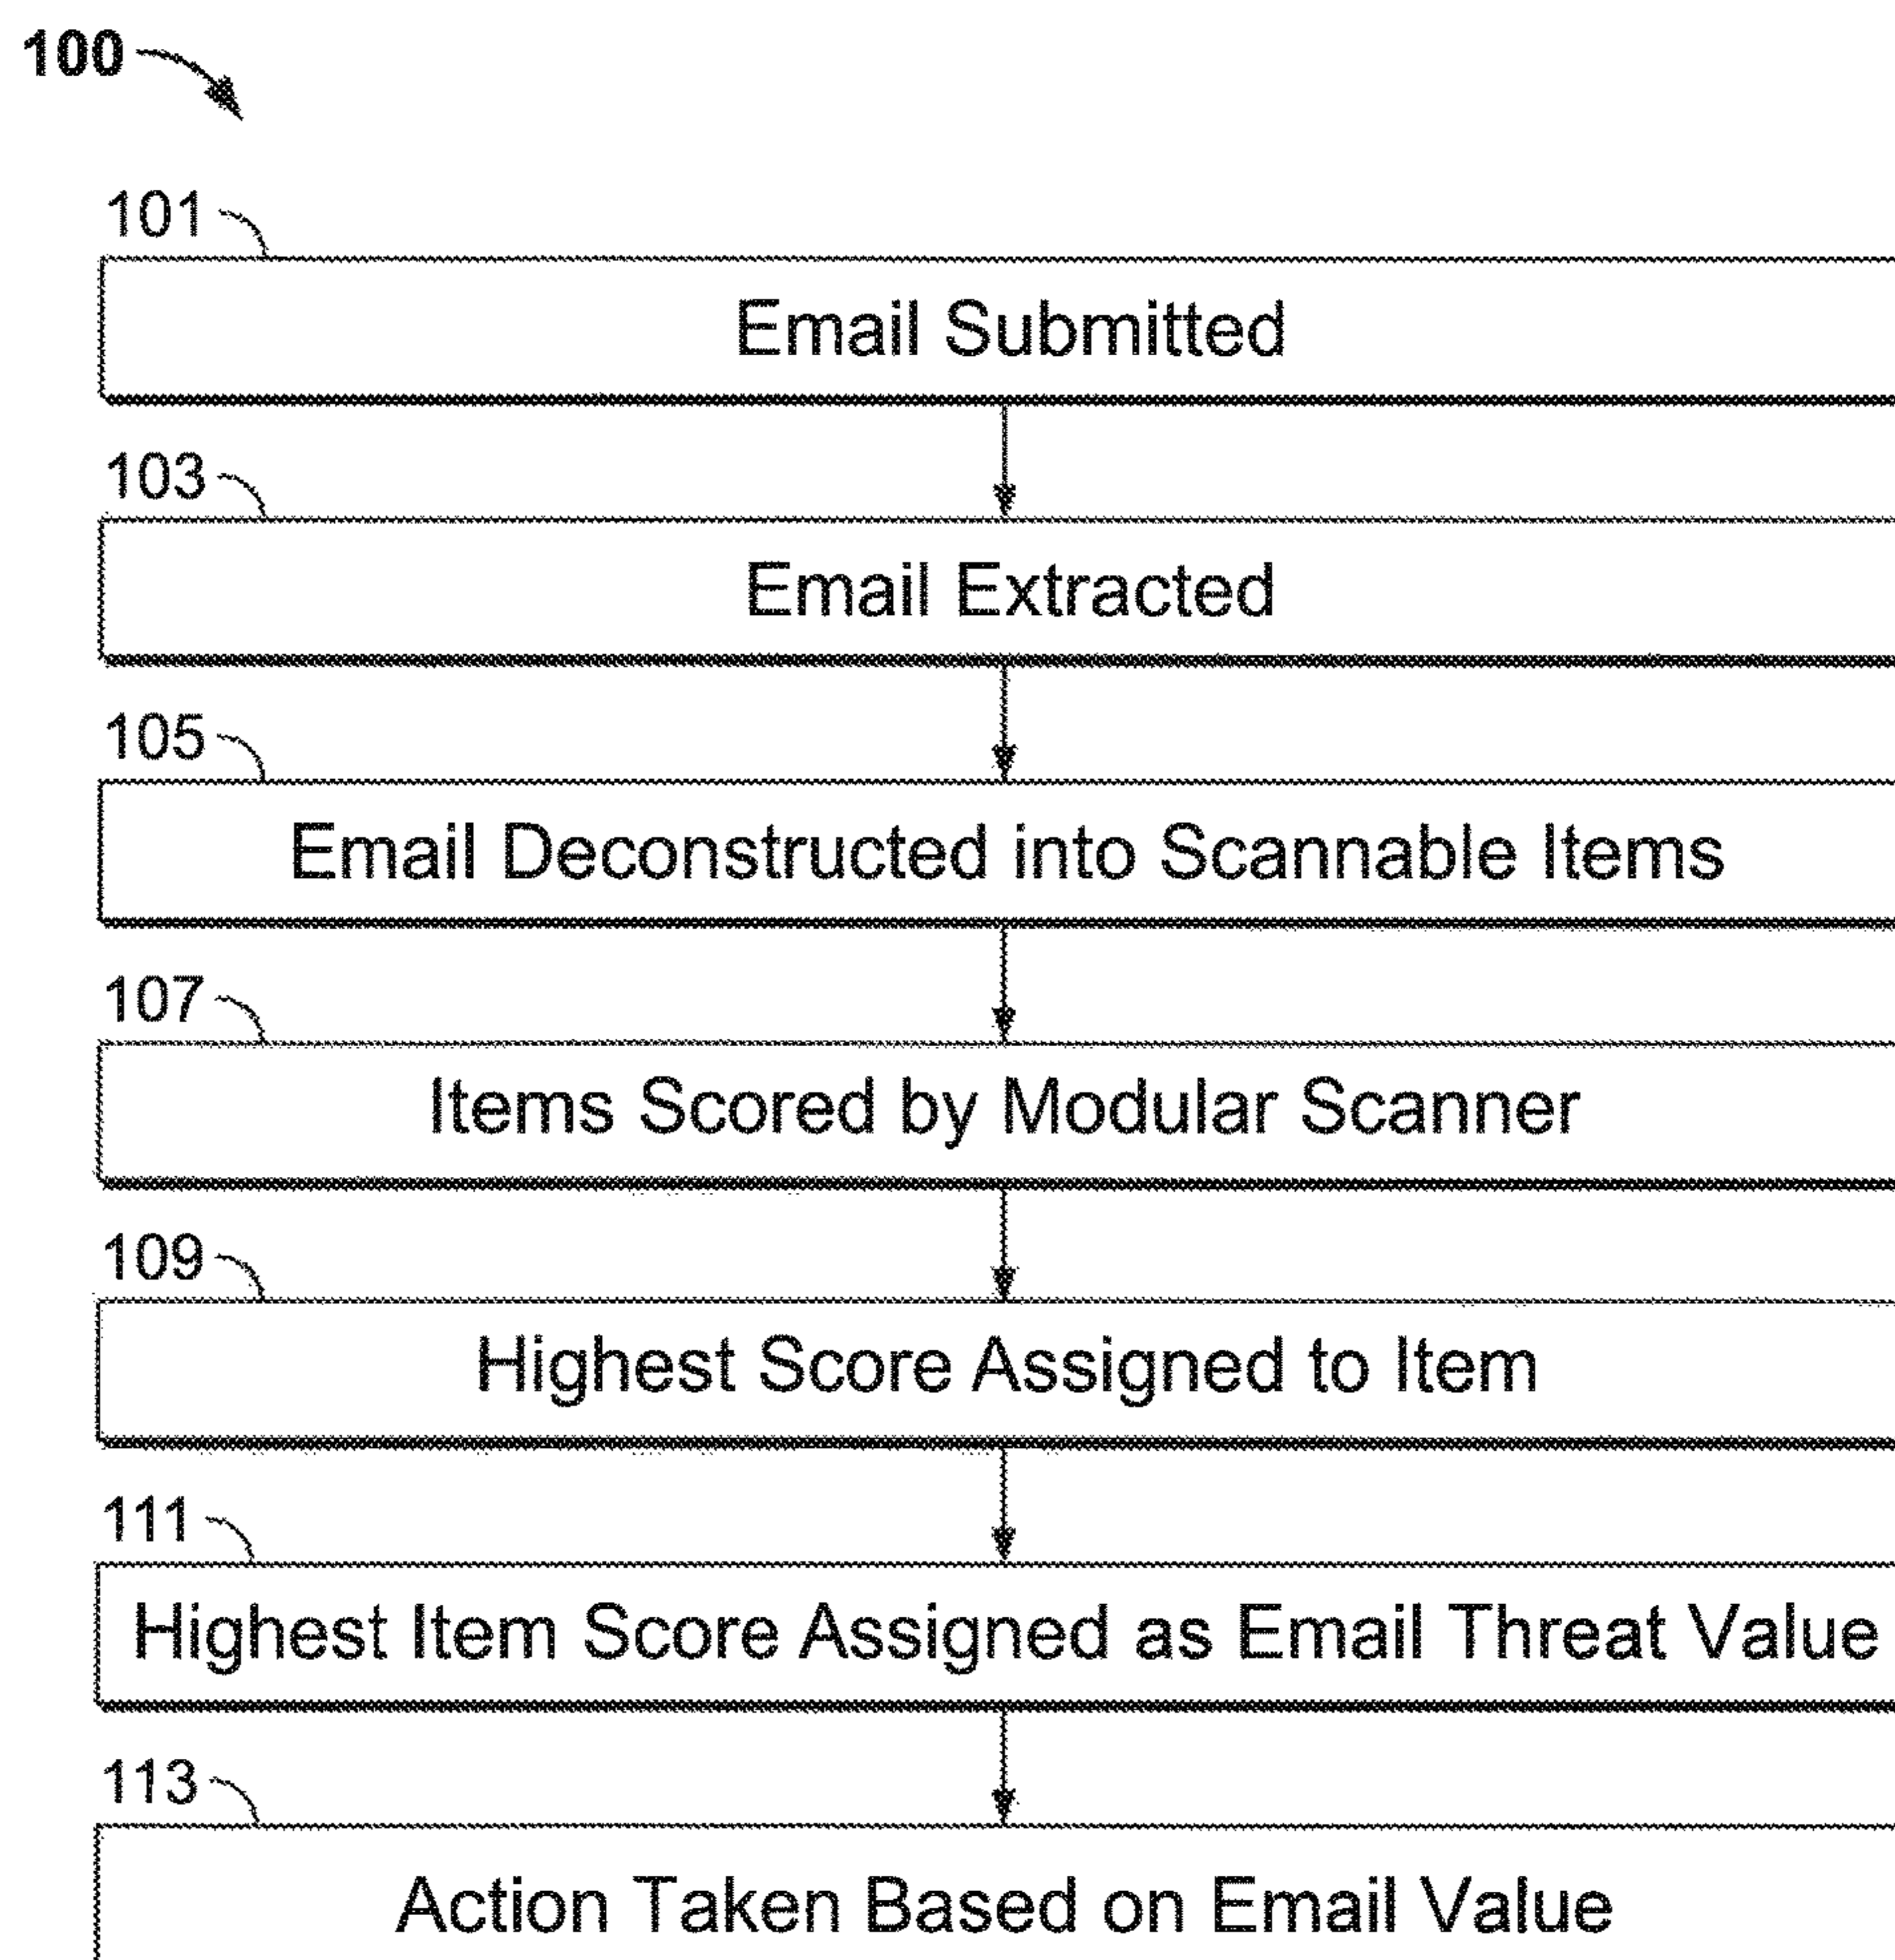 100
101
Email Submitted
103
Email Extracted
105
Email Deconstructed into Scannable Items
107
Items Scored by Modular Scanner
109
Highest Score Assigned to Item
111
Highest Item Score Assigned as Email Threat Value
113
Action Taken Based on Email Value